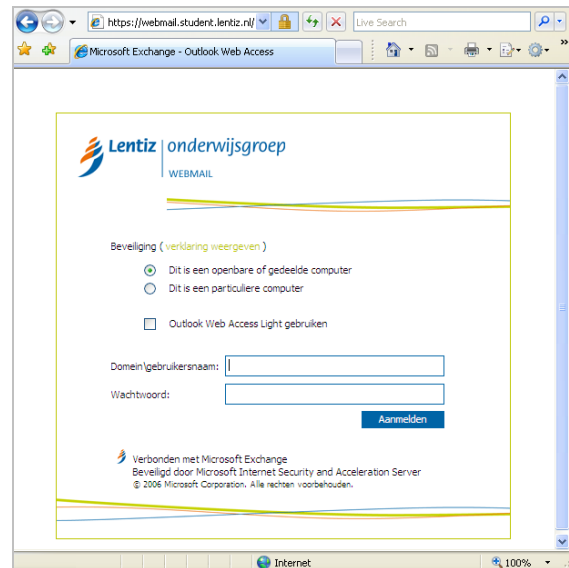 https://webmail.student.lentiz.nl/
Live Search
Microsoft Exchange - Outlook Web Access
Lentiz onderwijsgroep
WEBMAIL
Beveiliging ( verklaring weergeven )
Dit is een openbare of gedeelde computer
Dit is een particuliere computer
Outlook Web Access Light gebruiken
Domein\gebruikersnaam:
Wachtwoord:
Aanmelden
Verbonden met Microsoft Exchange
Beveiligd door Microsoft Internet Security and Acceleration Server
© 2006 Microsoft Corporation. Alle rechten voorbehouden.
Internet 100%